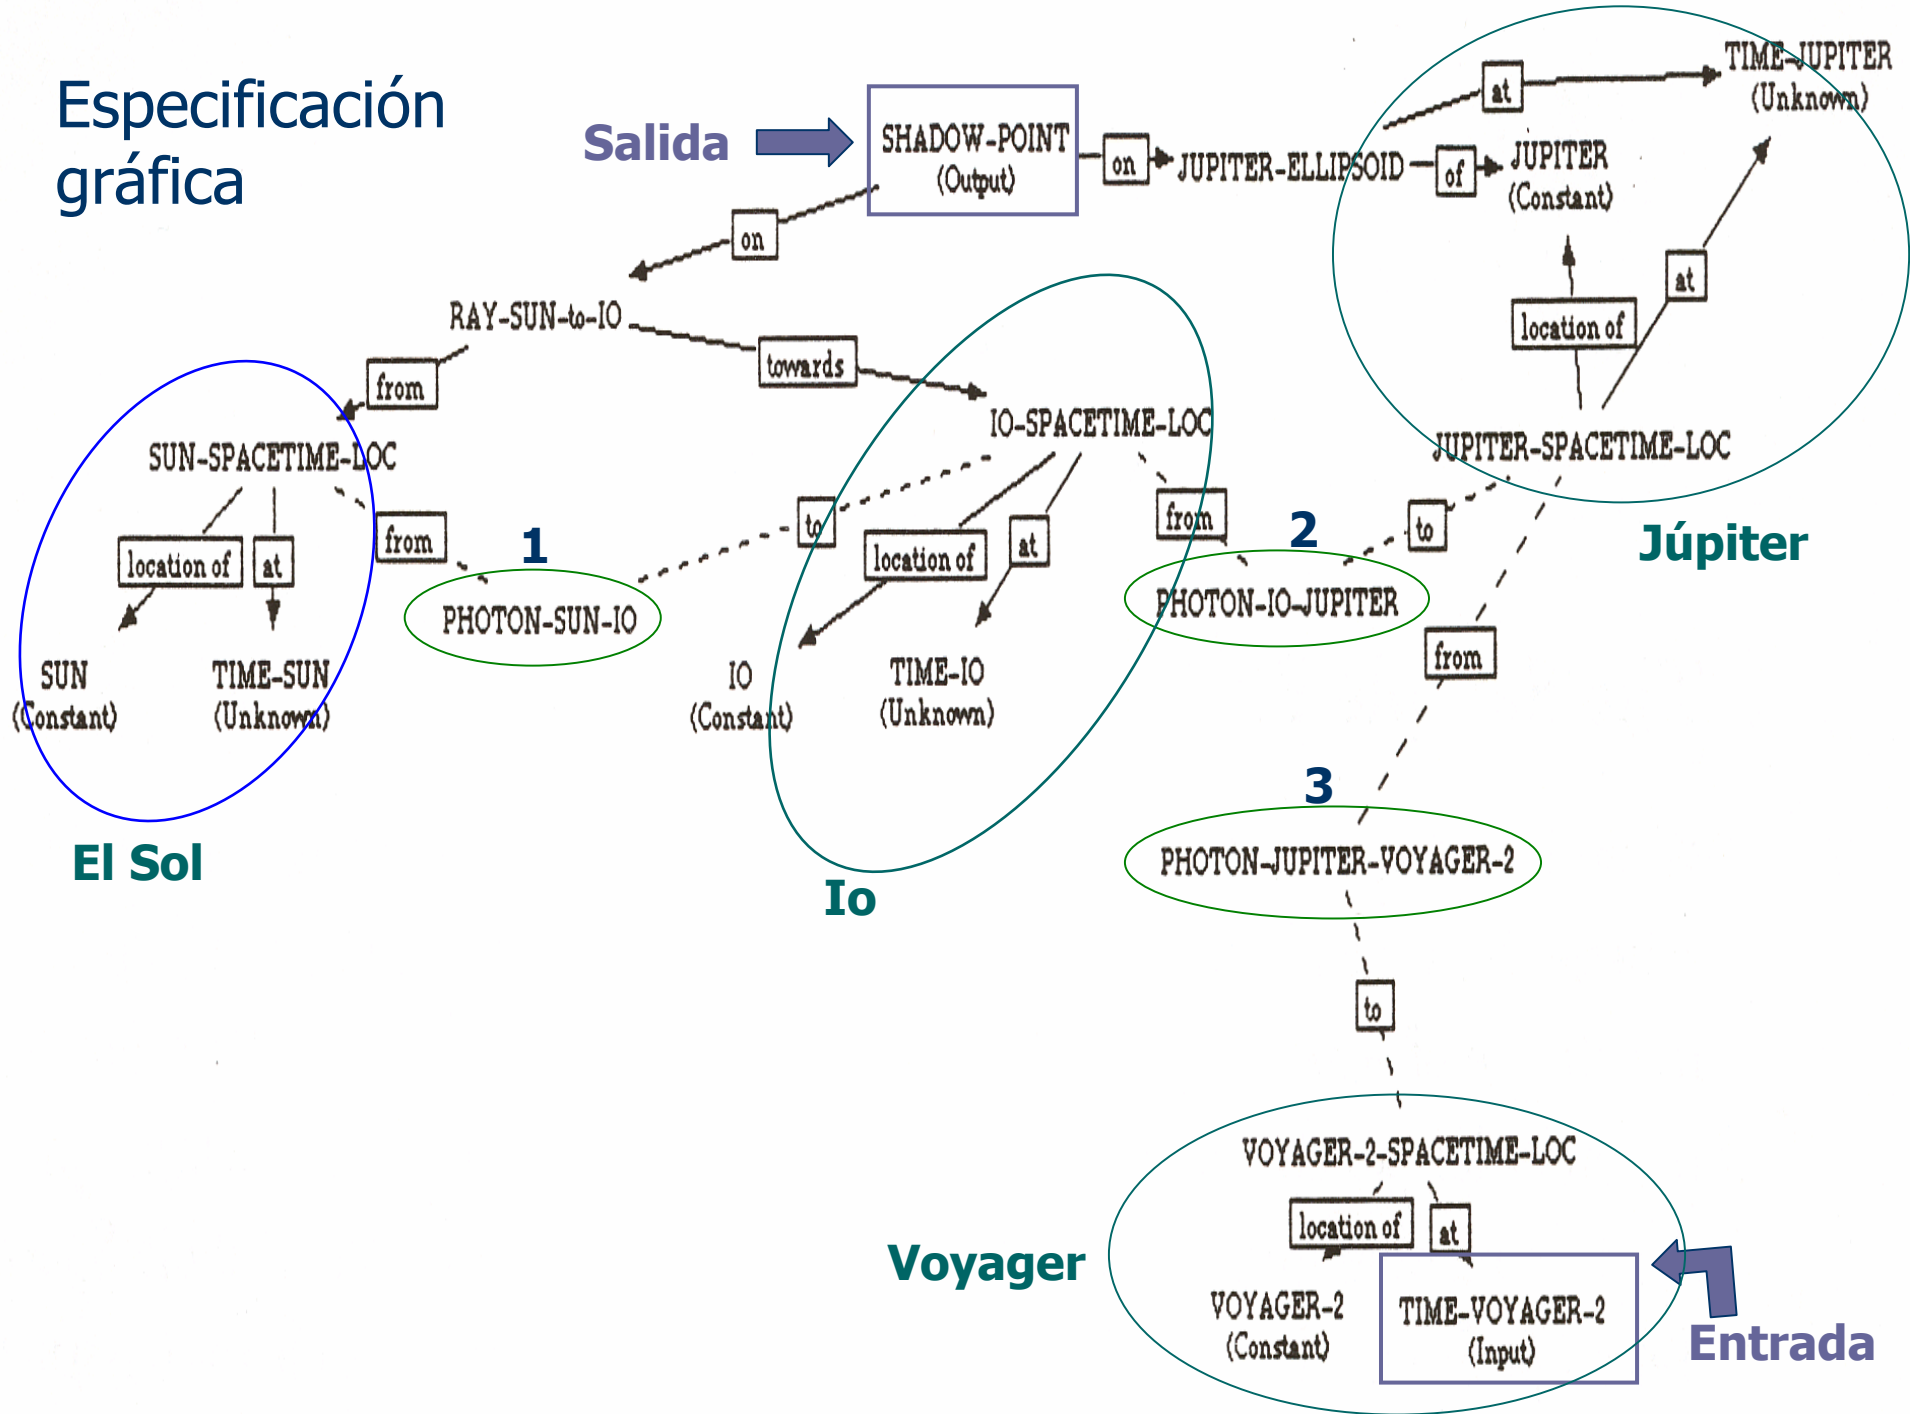 Especificación
gráfica
Salida
SHADOW-POINT
(Output)
on
JUPITER-ELLIPSOID
of
JUPITER
(Constant)
at
TIME-JUPITER
(Unknown)
on
RAY-SUN-to-IO
from
towards
location of
at
SUN-SPACETIME-LOC
IO-SPACETIME-LOC
JUPITER-SPACETIME-LOC
location of
at
from
1
to
location of
at
from
2
to
Júpiter
PHOTON-SUN-IO
PHOTON-IO-JUPITER
from
SUN
(Constant)
TIME-SUN
(Unknown)
IO
(Constant)
TIME-IO
(Unknown)
3
El Sol
Io
PHOTON-JUPITER-VOYAGER-2
to
VOYAGER-2-SPACETIME-LOC
location of
at
Voyager
VOYAGER-2
(Constant)
TIME-VOYAGER-2
(Input)
Entrada